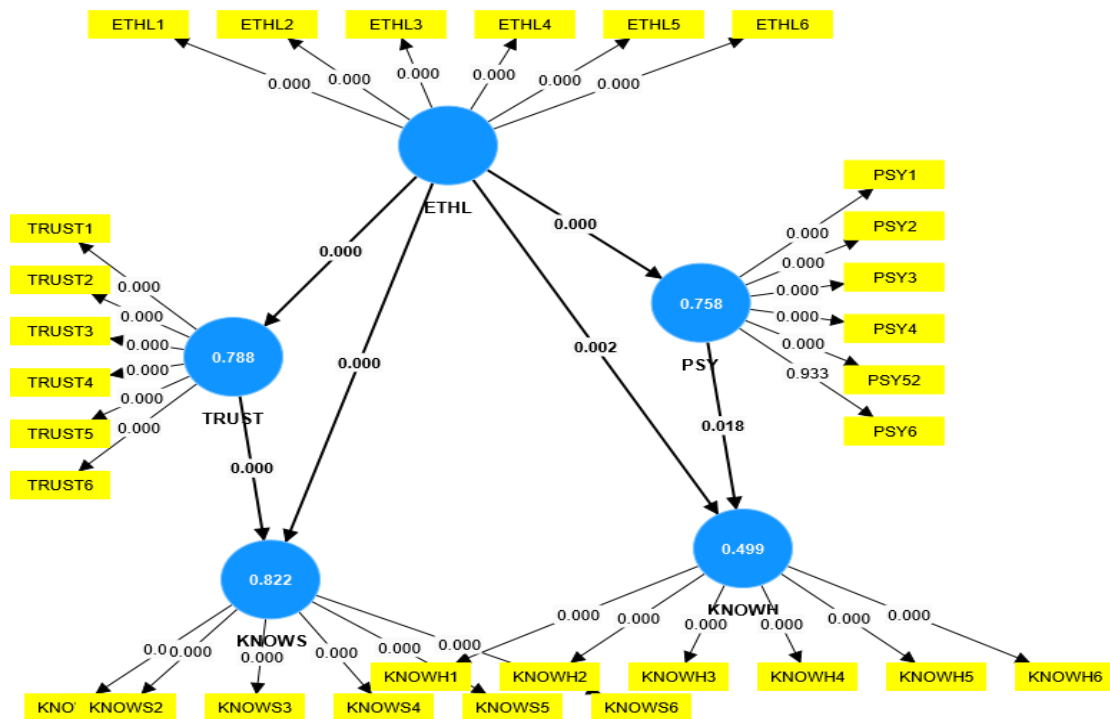 ETHL1 ETHL2 ETHL3 ETHL4 ETHL5 ETHL6
0.000 0.000 0.000 0.000 0.000 0.000
ETHL
PSY1
PSY2
PSY3
PSY4
PSY52
PSY6
0.000
0.000
0.000
0.000
0.000
0.933
0.758
PSY
TRUST1
TRUST2
TRUST3
TRUST4
TRUST5
TRUST6
0.000
0.000
0.000
0.000
0.000
0.000
0.788
TRUST
0.000
0.000
0.000
0.002
0.018
0.000
0.822
KNOWS
0.499
KNOWH
0.000 0.000 0.000 0.000 0.000
0.000 0.000 0.000 0.000 0.000 0.000
KNOWH1 KNOWH2 KNOWH3 KNOWH4 KNOWH5 KNOWH6
KNOWS2 KNOWS3 KNOWS4 KNOWS5 KNOWS6